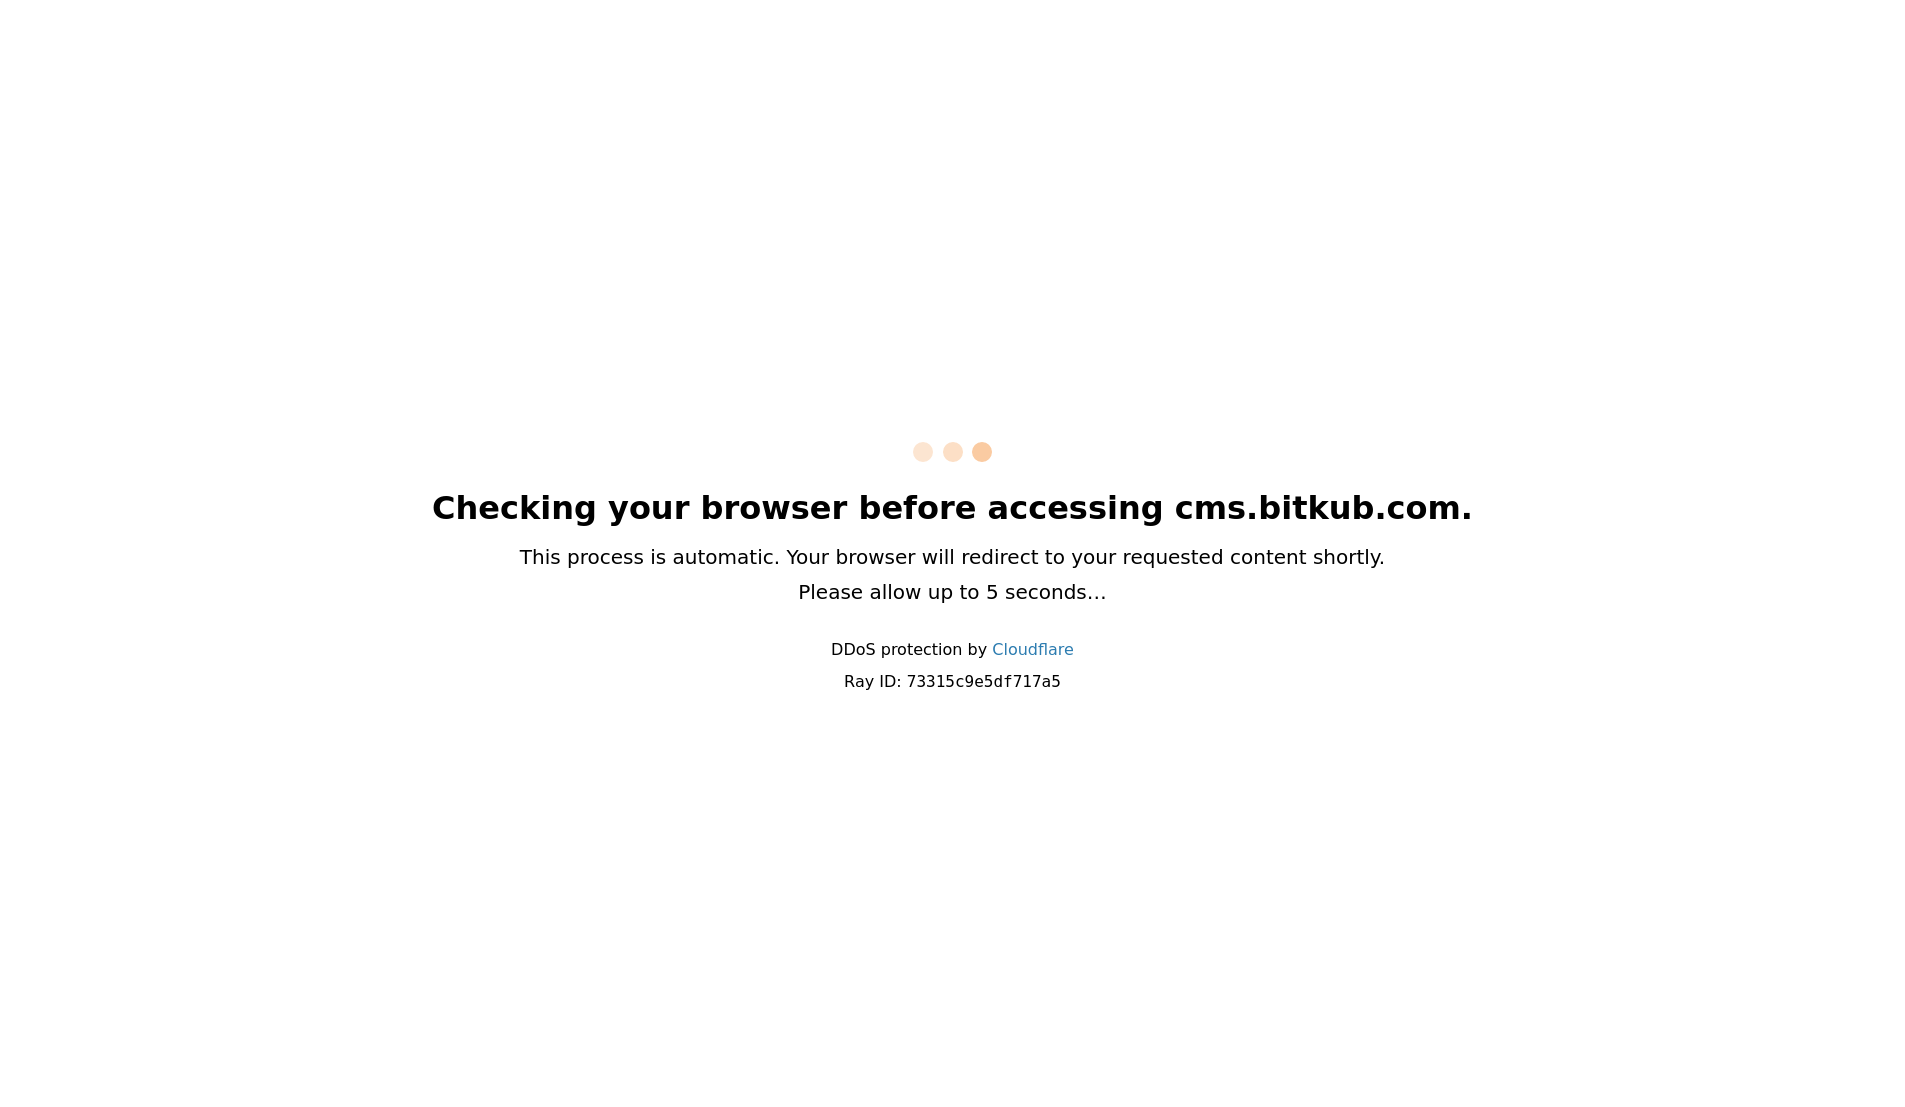 Checking your browser before accessing cms.bitkub.com.
This process is automatic. Your browser will redirect to your requested content shortly.
Please allow up to 5 seconds…
DDoS protection by Cloudflare
Ray ID: 73315c9e5df717a5